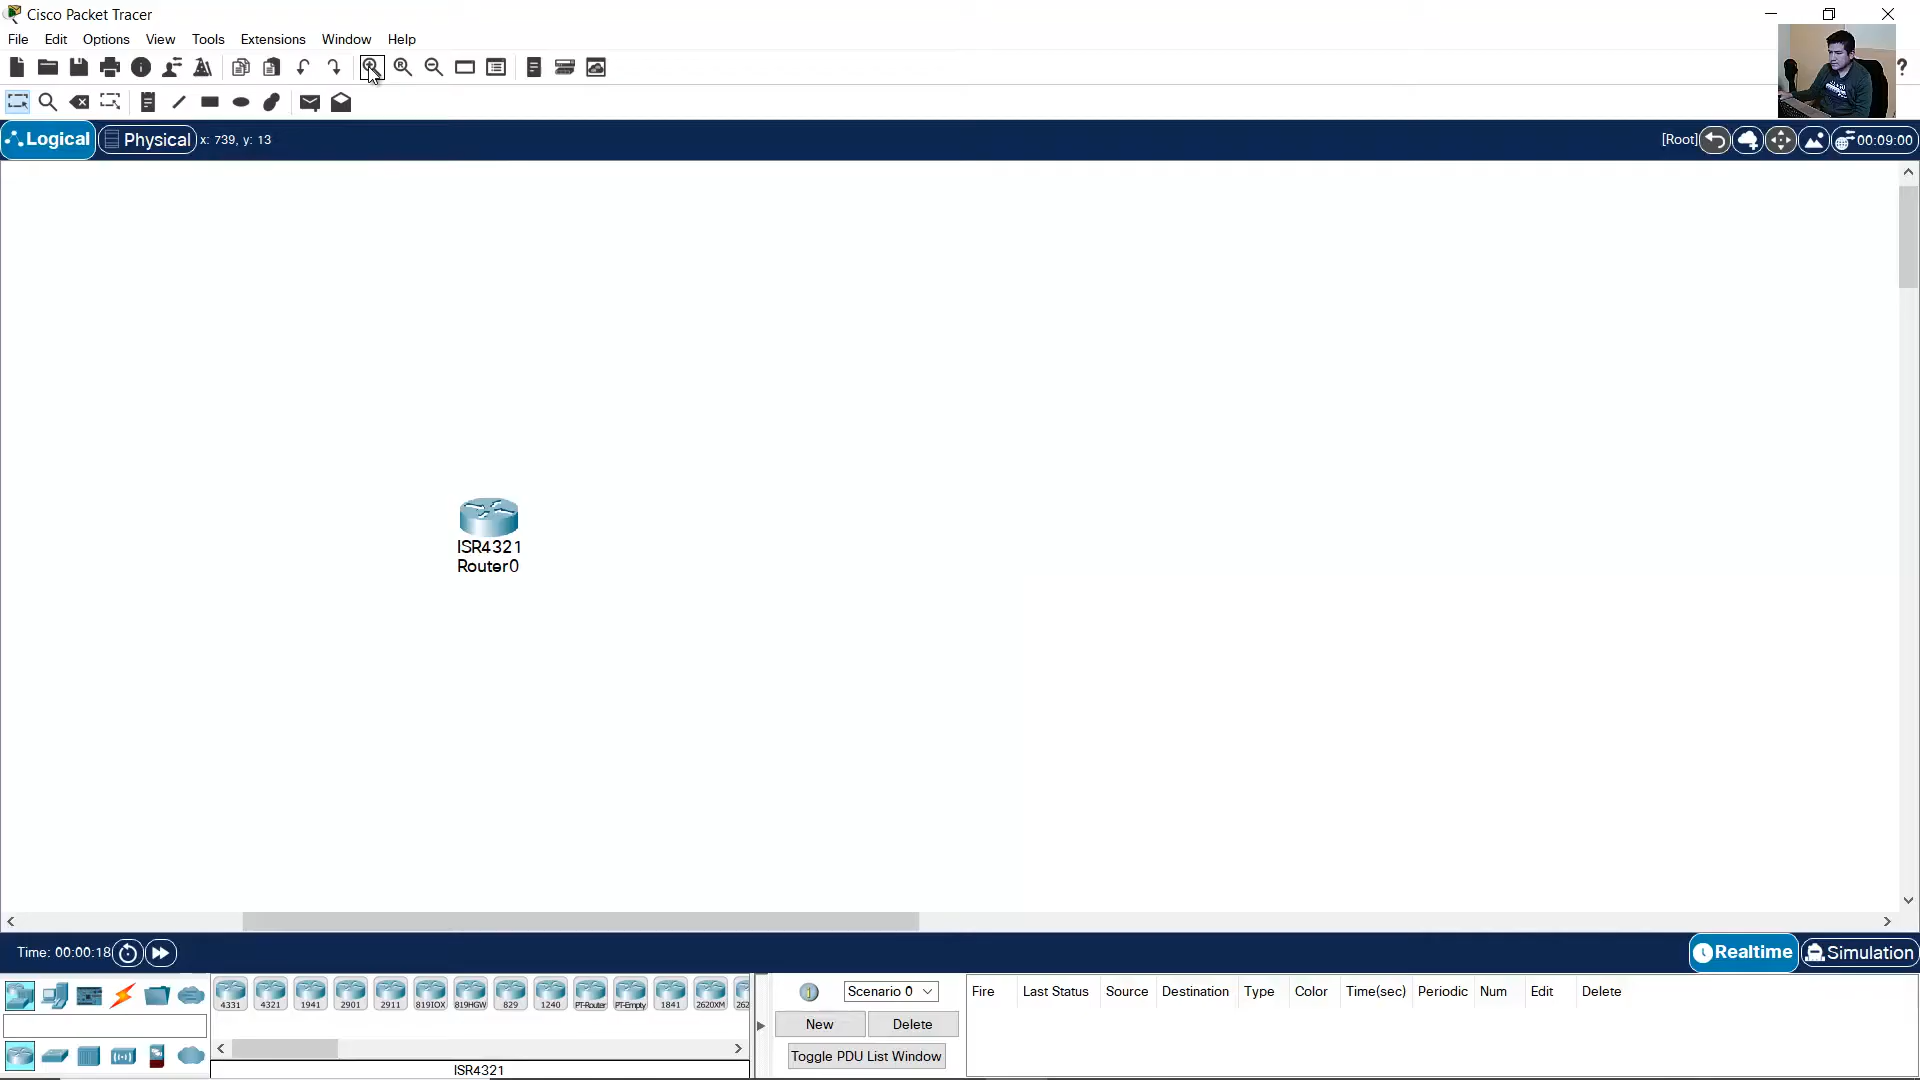 Cisco Packet Tracer
File Edit Options View Tools Extensions Window Help
?
Logical Physical x: 739, y: 13 [Root] 00:09:00
ISR4321
Router0
Time: 00:00:18 Realtime Simulation
4331 4321 1941 2901 2911 819IOX 819HGW 829 1240 PT-Router PT-Empty 1841 2620XM 262
Scenario 0
New Delete
Toggle PDU List Window
Fire Last Status Source Destination Type Color Time(sec) Periodic Num Edit Delete
ISR4321